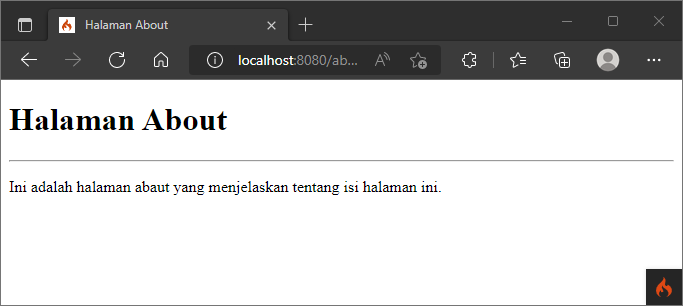 Halaman About
localhost:8080/ab...
Halaman About
Ini adalah halaman abaut yang menjelaskan tentang isi halaman ini.